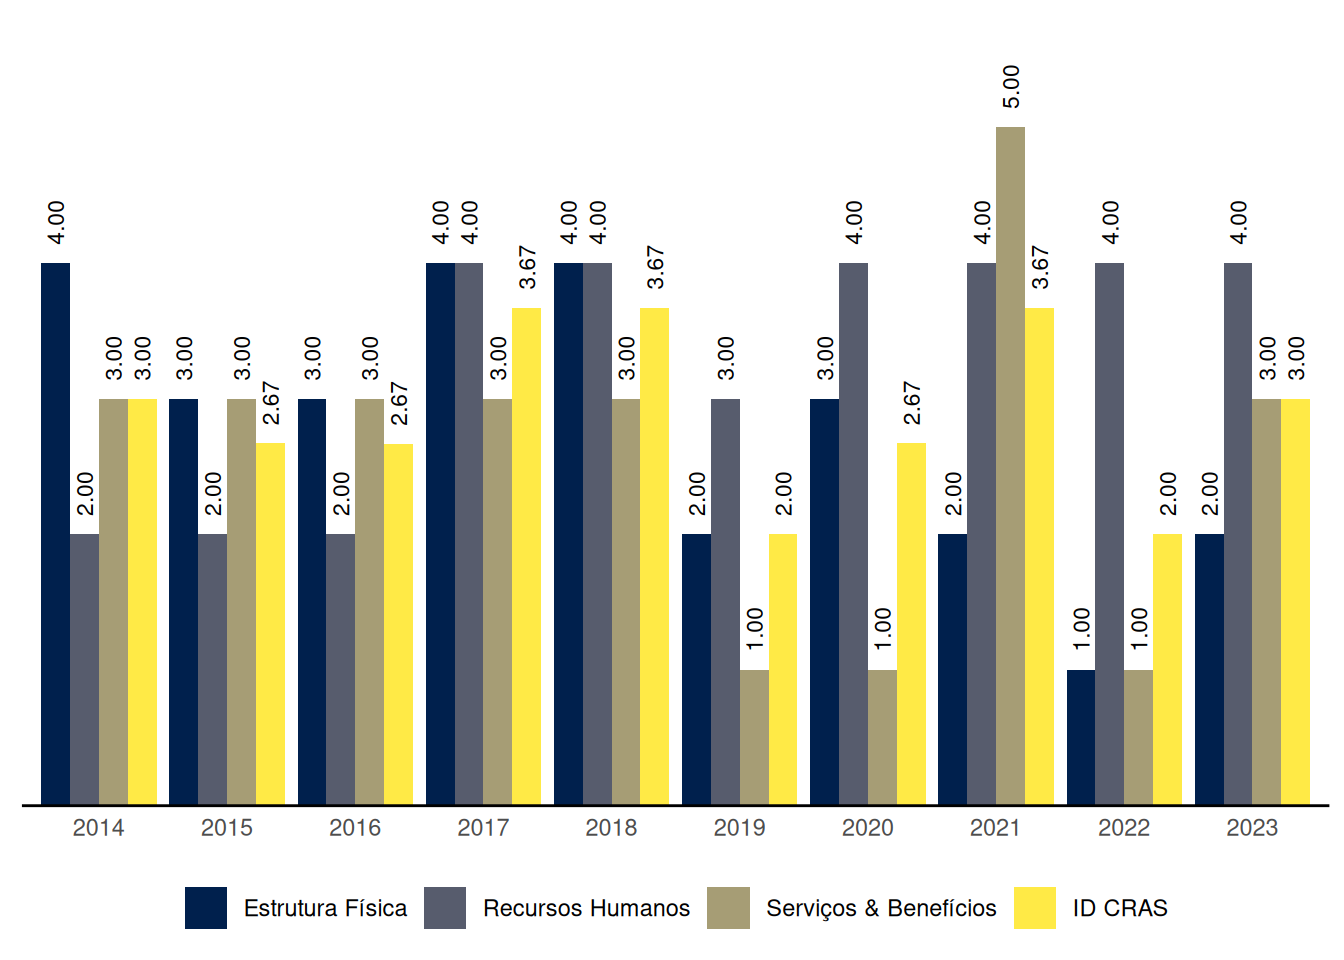 4.00 2.00 3.00 3.00 3.00 2.00 3.00 2.67 3.00 2.00 3.00 2.67 4.00 4.00 3.00 3.67 4.00 4.00 3.00 3.67 2.00 3.00 1.00 2.00 3.00 4.00 1.00 2.67 2.00 4.00 5.00 3.67 1.00 4.00 1.00 2.00 2.00 4.00 3.00 3.00
2014 2015 2016 2017 2018 2019 2020 2021 2022 2023
Estrutura Física Recursos Humanos Serviços & Benefícios ID CRAS